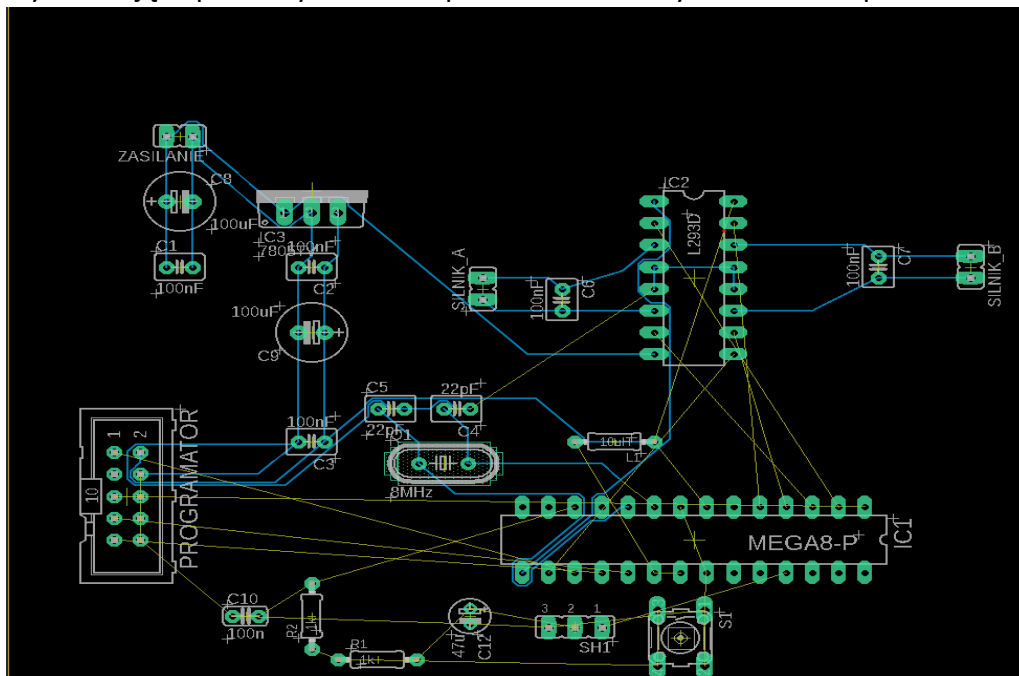 ZASILANIE
C8
100uF
C1
100nF
IC3
7805T
100nF
C2
100uF
C9
100nF
C3
IC2
L293D
SILNIK_A
100nF
C6
100nF
C7
SILNIK_B
C5
22pF
22pF
C4
Q1
8MHz
10uH
L1
1 2
10
PROGRAMATOR
MEGA8-P
IC1
C10
100n
R2
1k
R1
1k
47u
C12
3 2 1
SH1
S1